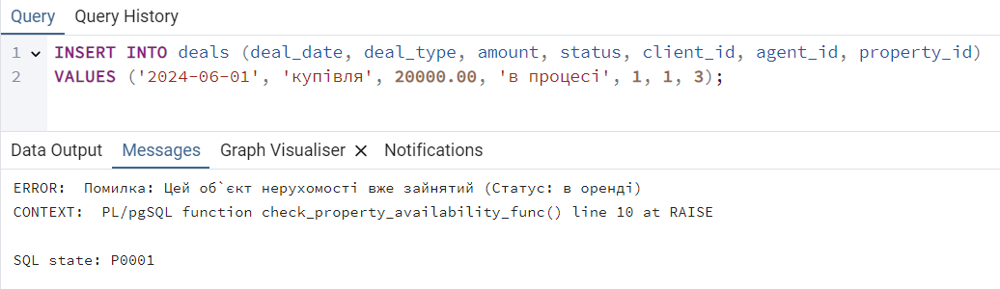 Query Query History
1 INSERT INTO deals (deal_date, deal_type, amount, status, client_id, agent_id, property_id)
2 VALUES ('2024-06-01', 'купівля', 20000.00, 'в процесі', 1, 1, 3);
Data Output Messages Graph Visualiser × Notifications
ERROR: Помилка: Цей об`єкт нерухомості вже зайнятий (Статус: в оренді)
CONTEXT: PL/pgSQL function check_property_availability_func() line 10 at RAISE
SQL state: P0001